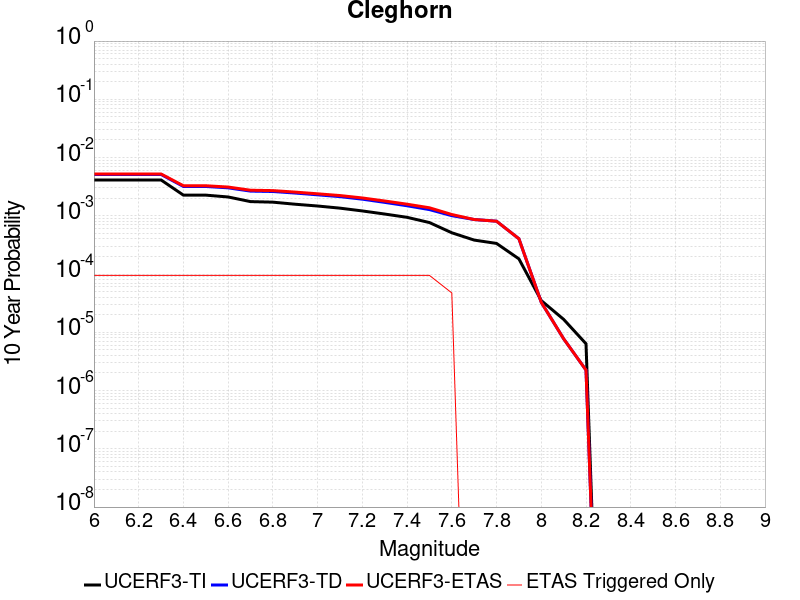 Cleghorn
10 0
10 -1
10 -2
10 -3
10 -4
10 -5
10 -6
10 -7
10 -8
10 Year Probability
6 6.2 6.4 6.6 6.8 7 7.2 7.4 7.6 7.8 8 8.2 8.4 8.6 8.8 9
Magnitude
UCERF3-TI UCERF3-TD UCERF3-ETAS ETAS Triggered Only